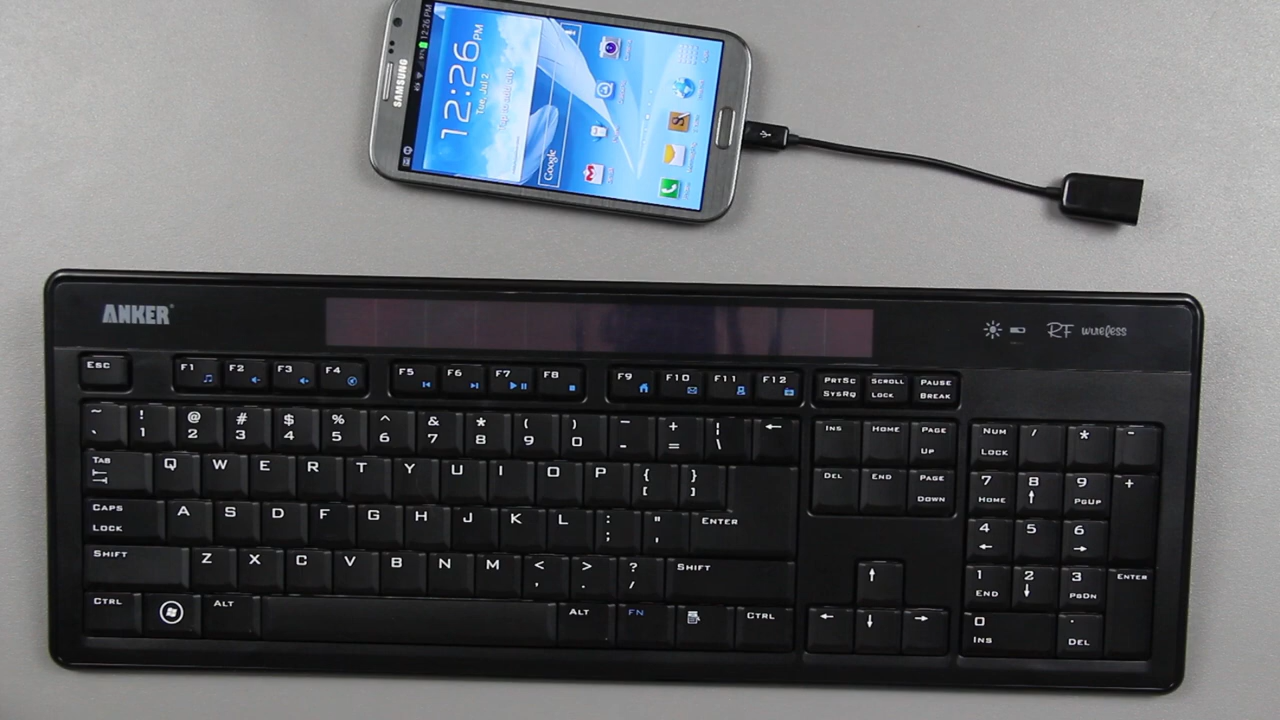 12:26 PM
SAMSUNG
12:26PM
Tue, Jul 2
Google
ANKER
RF wireless
ESC F1 F2 F3 F4 F5 F6 F7 F8 F9 F10 F11 F12 PRTSC SYSRQ SCROLL LOCK PAUSE BREAK
~ ` ! 1 @ 2 # 3 $ 4 % 5 ^ 6 & 7 * 8 ( 9 ) 0 _ - + = ¦ \ ← INS HOME PAGE UP NUM LOCK / * -
TAB Q W E R T Y U I O P { [ } ] DEL END PAGE DOWN 7 HOME 8 ↑ 9 PGUP +
CAPS LOCK A S D F G H J K L : ; " ' ENTER 4 ← 5 6 →
SHIFT Z X C V B N M < , > . ? / SHIFT ↑ 1 END 2 ↓ 3 PGDN ENTER
CTRL ALT ALT FN CTRL ← ↓ → 0 INS . DEL